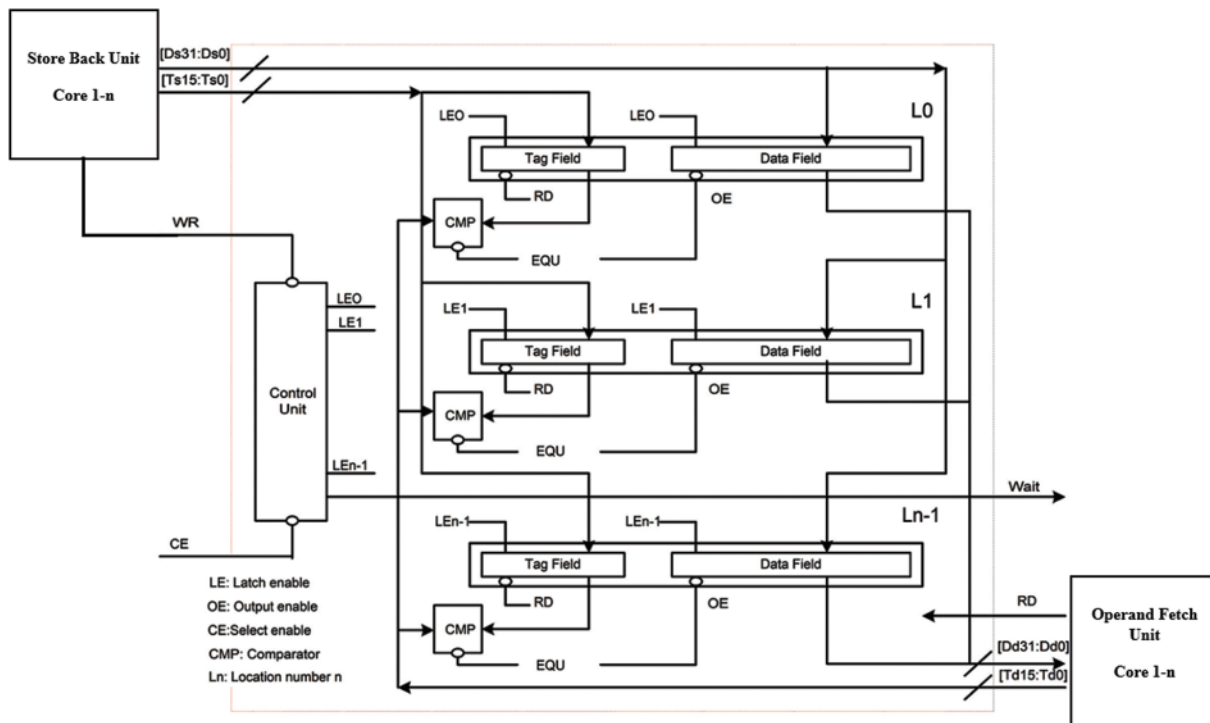 Store Back Unit
Core 1-n
[Ds31:Ds0]
[Ts15:Ts0]
WR
LEO
LEO
L0
Tag Field
Data Field
RD
OE
CMP
EQU
LEO
LE1
Control
Unit
LEn-1
CE
LE1
LE1
L1
Tag Field
Data Field
RD
OE
CMP
EQU
Wait
LEn-1
LEn-1
Ln-1
Tag Field
Data Field
RD
OE
CMP
EQU
LE: Latch enable
OE: Output enable
CE:Select enable
CMP: Comparator
Ln: Location number n
RD
[Dd31:Dd0]
[Td15:Td0]
Operand Fetch
Unit
Core 1-n